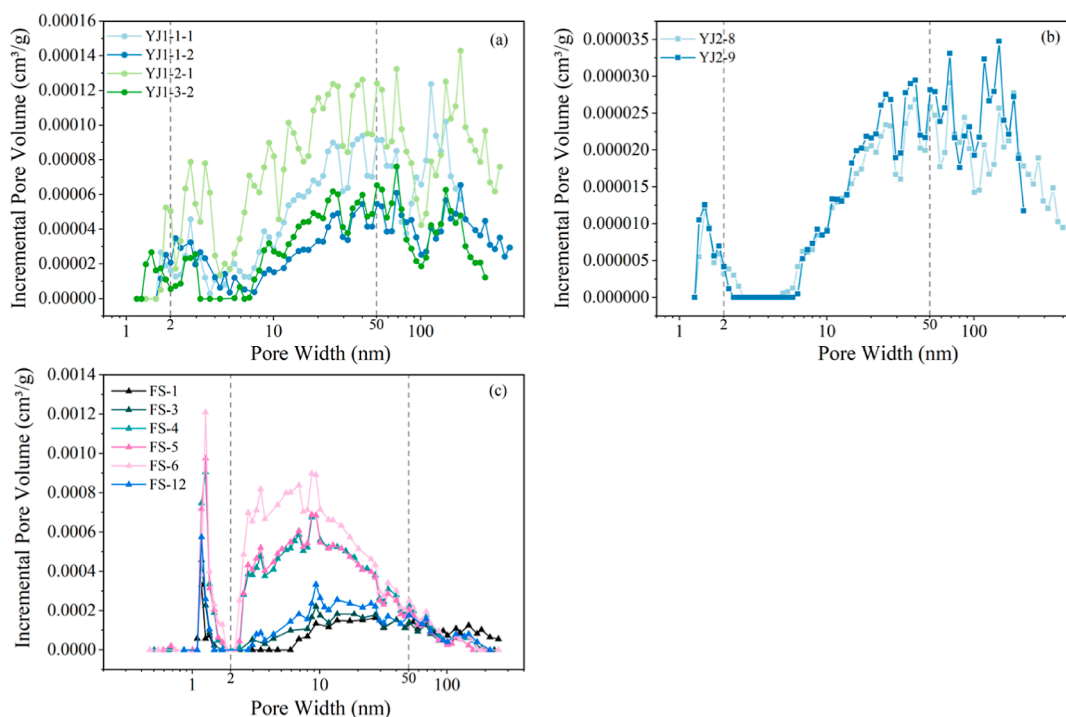 (a)
YJ1-1-1
YJ1-1-2
YJ1-2-1
YJ1-3-2
0.00016
0.00014
0.00012
0.00010
0.00008
0.00006
0.00004
0.00002
0.00000
Incremental Pore Volume (cm³/g)
1 2 10 50 100
Pore Width (nm)
(b)
YJ2-8
YJ2-9
0.000035
0.000030
0.000025
0.000020
0.000015
0.000010
0.000005
0.000000
Incremental Pore Volume (cm³/g)
1 2 10 50 100
Pore Width (nm)
(c)
FS-1
FS-3
FS-4
FS-5
FS-6
FS-12
0.0014
0.0012
0.0010
0.0008
0.0006
0.0004
0.0002
0.0000
Incremental Pore Volume (cm³/g)
1 2 10 50 100
Pore Width (nm)